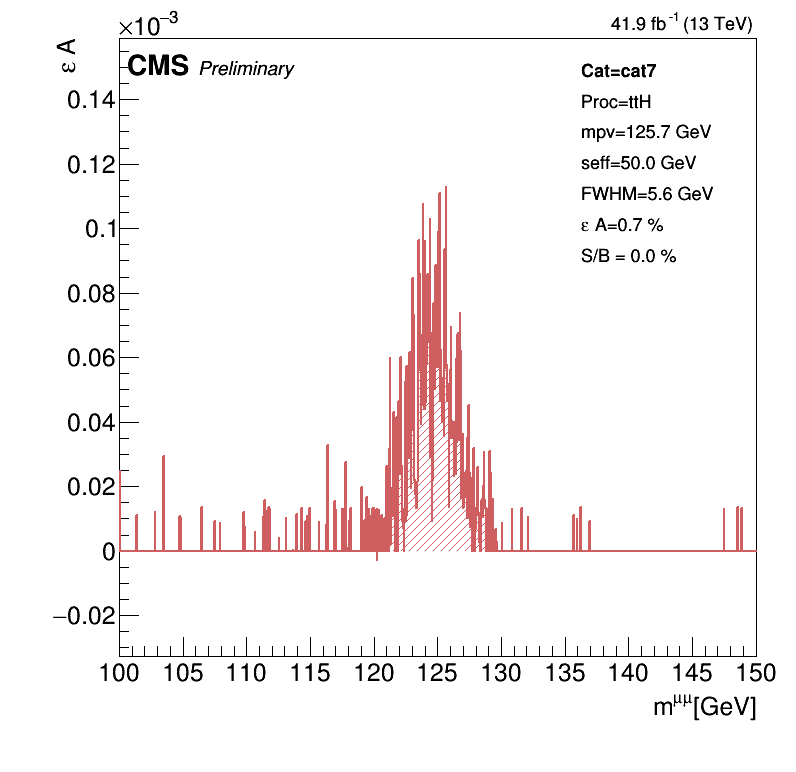 ×10⁻³
41.9 fb⁻¹ (13 TeV)
ε A
CMS Preliminary
Cat=cat7
Proc=ttH
mpv=125.7 GeV
seff=50.0 GeV
FWHM=5.6 GeV
ε A=0.7 %
S/B = 0.0 %
0.14
0.12
0.1
0.08
0.06
0.04
0.02
0
−0.02
100 105 110 115 120 125 130 135 140 145 150
m^μμ[GeV]